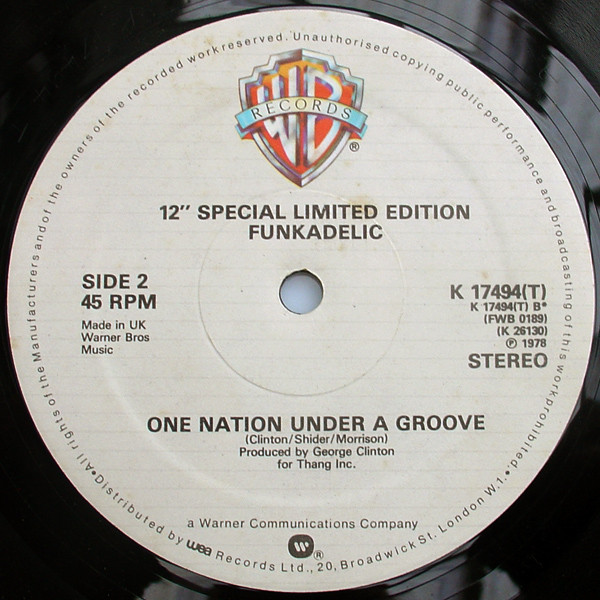 All rights of the Manufacturers and of the owners of the recorded work reserved. Unauthorised copying public performance and broadcasting of this work prohibited.
WB
RECORDS
®
12" SPECIAL LIMITED EDITION
FUNKADELIC
SIDE 2
45 RPM
Made in UK
Warner Bros
Music
K 17494(T)
K 17494(T) B*
(FWB 0189)
(K 26130)
℗ 1978
STEREO
ONE NATION UNDER A GROOVE
(Clinton/Shider/Morrison)
Produced by George Clinton
for Thang Inc.
a Warner Communications Company
®
•Distributed by wea Records Ltd., 20, Broadwick St. London W.1.•